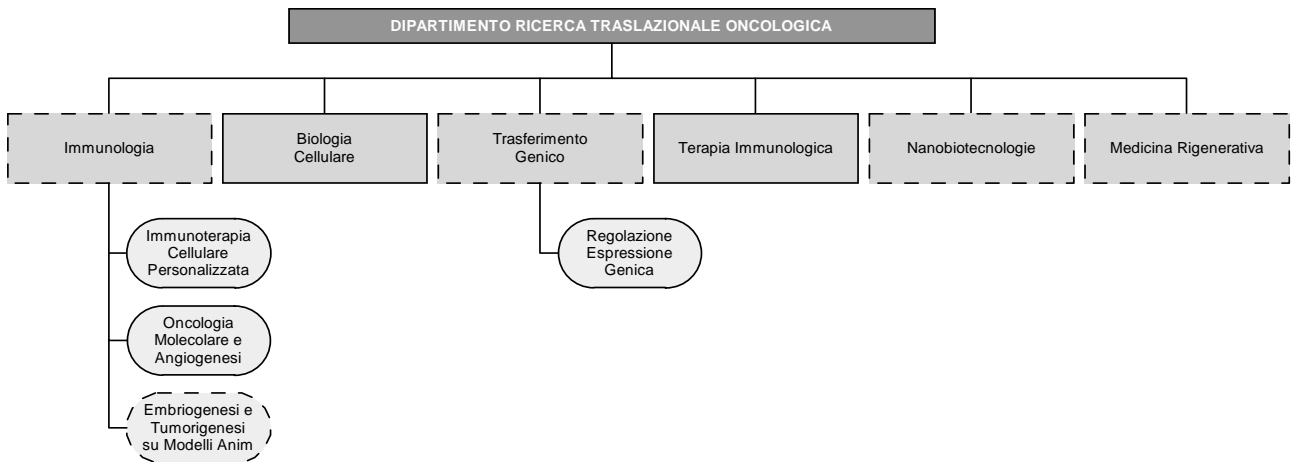 DIPARTIMENTO RICERCA TRASLAZIONALE ONCOLOGICA
Immunologia
Biologia
Cellulare
Trasferimento
Genico
Terapia Immunologica
Nanobiotecnologie
Medicina Rigenerativa
Immunoterapia
Cellulare
Personalizzata
Regolazione
Espressione
Genica
Oncologia
Molecolare e
Angiogenesi
Embriogenesi e
Tumorigenesi
su Modelli Anim